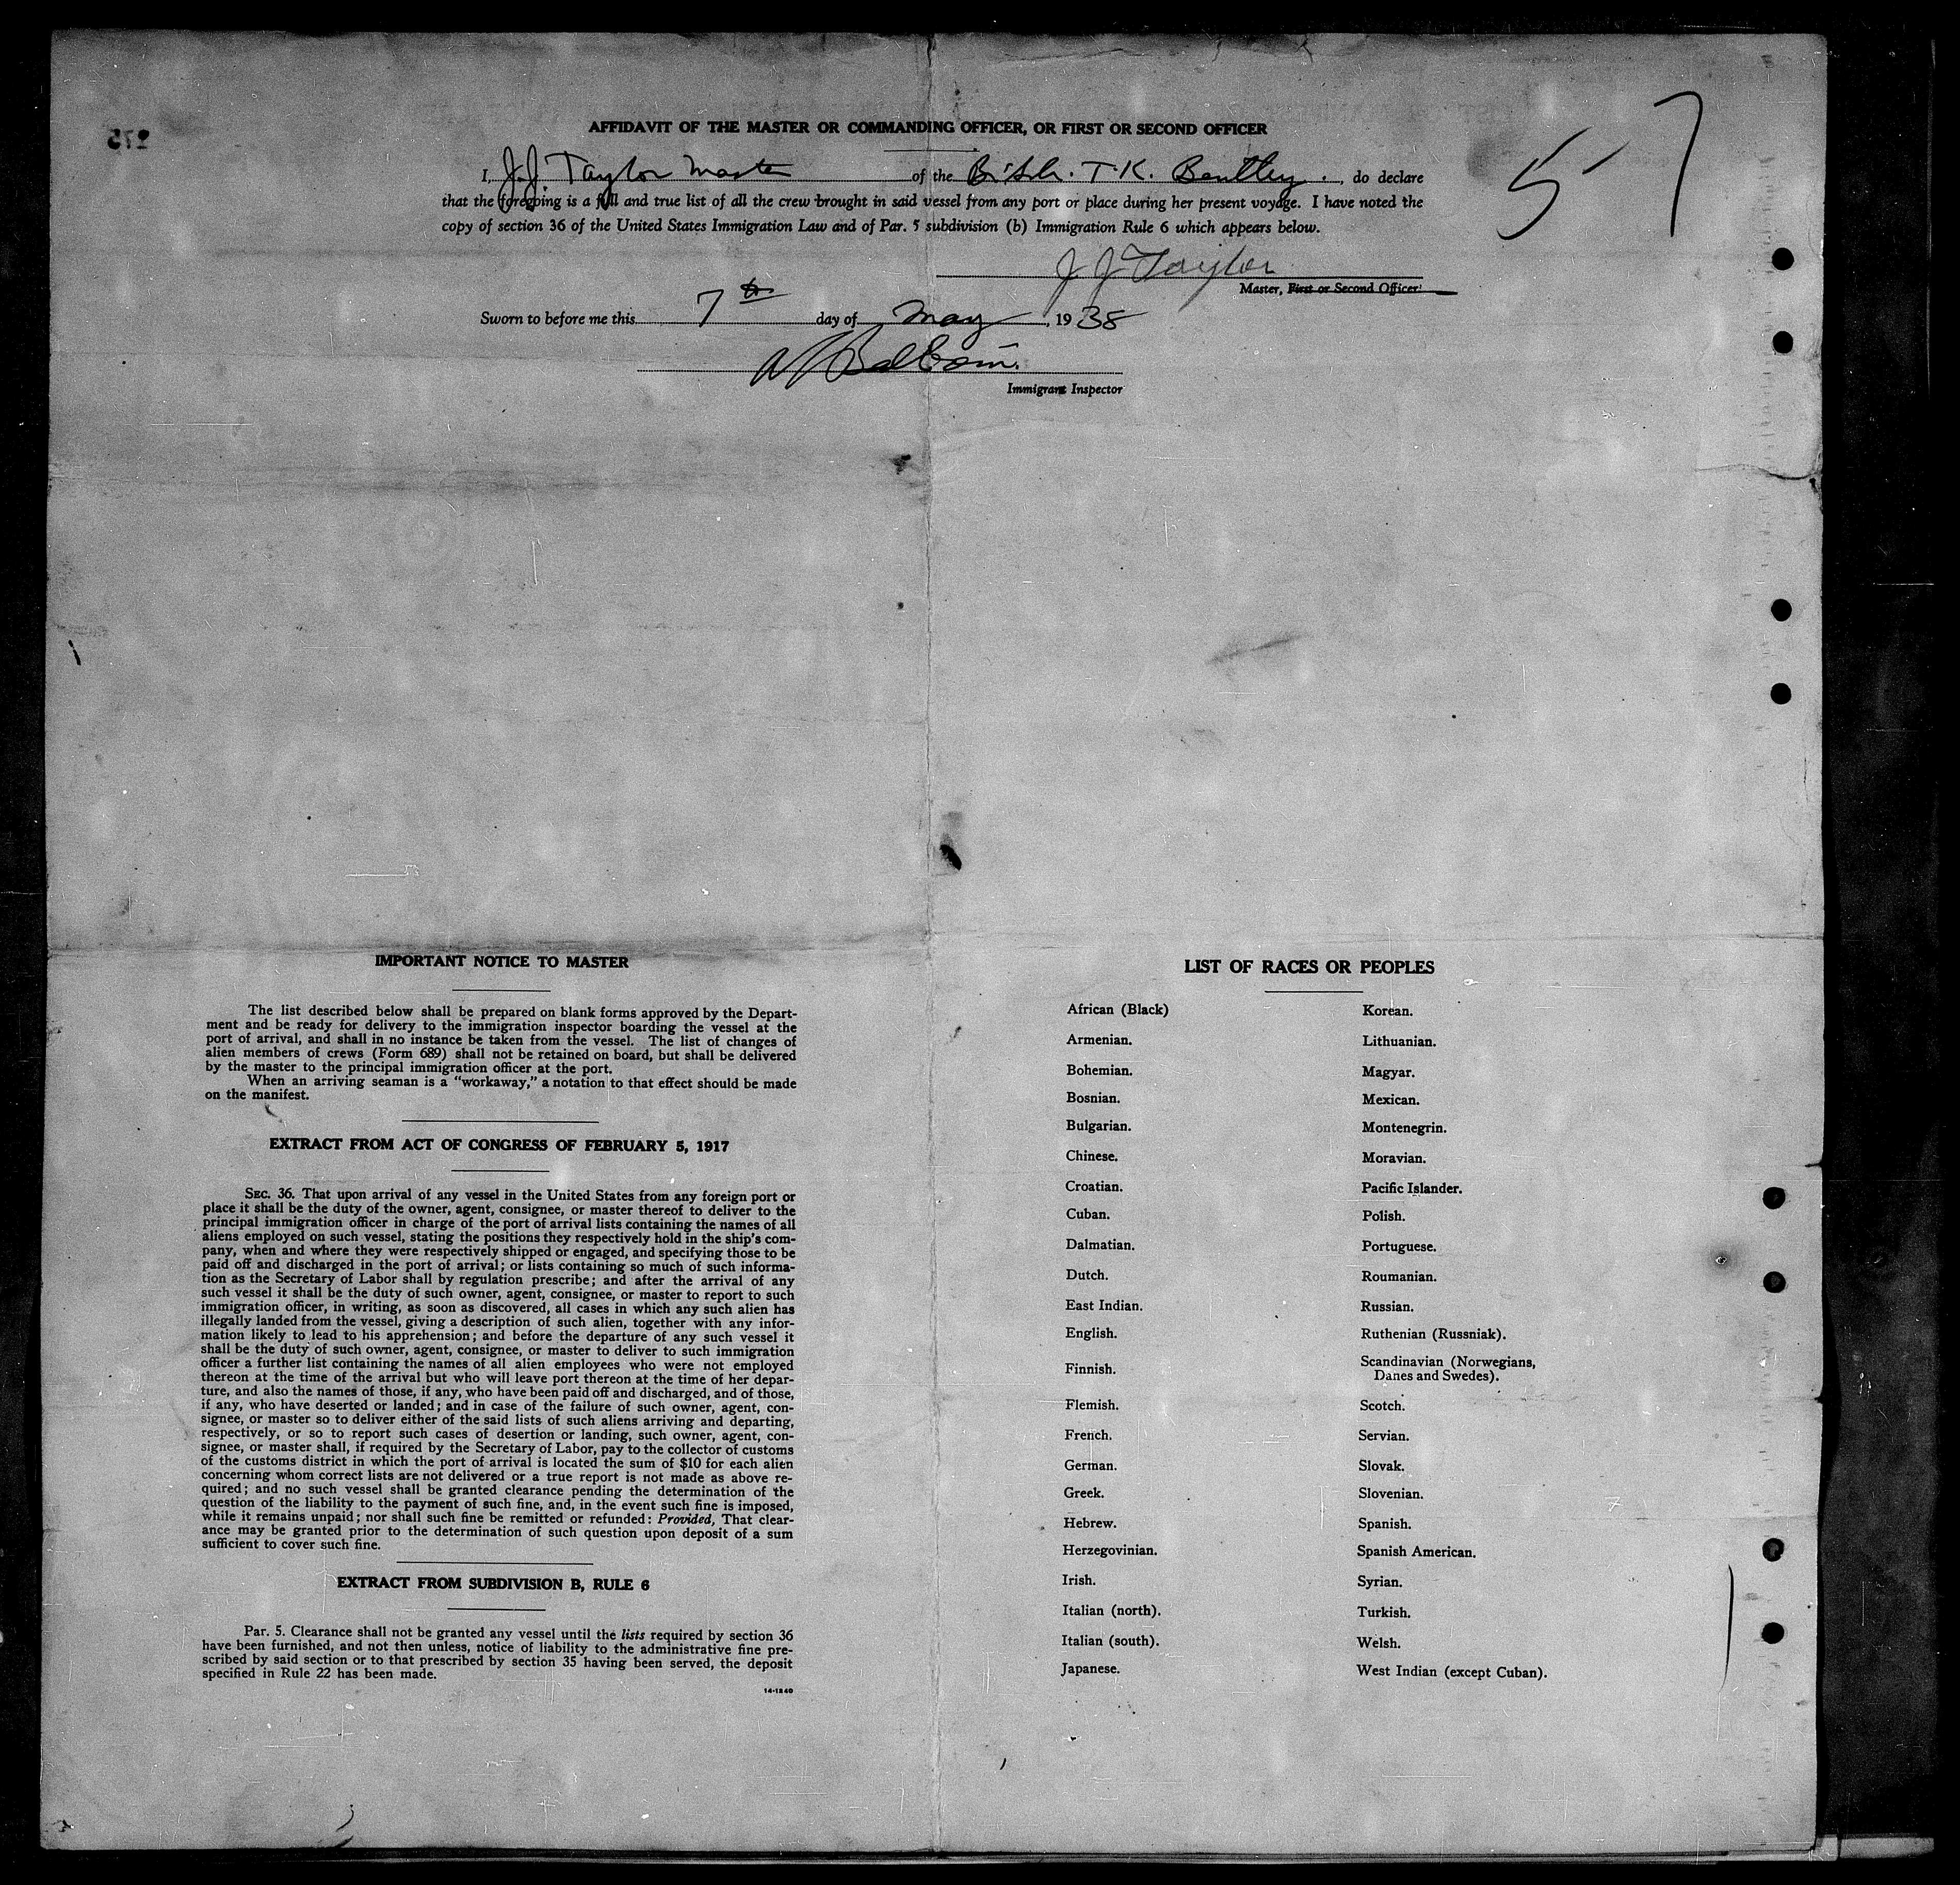 275
AFFIDAVIT OF THE MASTER OR COMMANDING OFFICER, OR FIRST OR SECOND OFFICER
57
I, J.J. Taylor Master of the Br. Sch. T.K. Bentley., do declare
that the foregoing is a full and true list of all the crew brought in said vessel from any port or place during her present voyage. I have noted the
copy of section 36 of the United States Immigration Law and of Par. 5 subdivision (b) Immigration Rule 6 which appears below.
J J Taylor
Master, First or Second Officer
Sworn to before me this 7th day of May, 1938
Immigrant Inspector
IMPORTANT NOTICE TO MASTER
The list described below shall be prepared on blank forms approved by the Depart-
ment and be ready for delivery to the immigration inspector boarding the vessel at the
port of arrival, and shall in no instance be taken from the vessel. The list of changes of
alien members of crews (Form 689) shall not be retained on board, but shall be delivered
by the master to the principal immigration officer at the port.
When an arriving seaman is a "workaway," a notation to that effect should be made
on the manifest.
EXTRACT FROM ACT OF CONGRESS OF FEBRUARY 5, 1917
SEC. 36. That upon arrival of any vessel in the United States from any foreign port or
place it shall be the duty of the owner, agent, consignee, or master thereof to deliver to the
principal immigration officer in charge of the port of arrival lists containing the names of all
aliens employed on such vessel, stating the positions they respectively hold in the ship's com-
pany, when and where they were respectively shipped or engaged, and specifying those to be
paid off and discharged in the port of arrival; or lists containing so much of such informa-
tion as the Secretary of Labor shall by regulation prescribe; and after the arrival of any
such vessel it shall be the duty of such owner, agent, consignee, or master to report to such
immigration officer, in writing, as soon as discovered, all cases in which any such alien has
illegally landed from the vessel, giving a description of such alien, together with any infor-
mation likely to lead to his apprehension; and before the departure of any such vessel it
shall be the duty of such owner, agent, consignee, or master to deliver to such immigration
officer a further list containing the names of all alien employees who were not employed
thereon at the time of the arrival but who will leave port thereon at the time of her depar-
ture, and also the names of those, if any, who have been paid off and discharged, and of those,
if any, who have deserted or landed; and in case of the failure of such owner, agent, con-
signee, or master so to deliver either of the said lists of such aliens arriving and departing,
respectively, or so to report such cases of desertion or landing, such owner, agent, con-
signee, or master shall, if required by the Secretary of Labor, pay to the collector of customs
of the customs district in which the port of arrival is located the sum of $10 for each alien
concerning whom correct lists are not delivered or a true report is not made as above re-
quired; and no such vessel shall be granted clearance pending the determination of the
question of the liability to the payment of such fine, and, in the event such fine is imposed,
while it remains unpaid; nor shall such fine be remitted or refunded: Provided, That clear-
ance may be granted prior to the determination of such question upon deposit of a sum
sufficient to cover such fine.
EXTRACT FROM SUBDIVISION B, RULE 6
Par. 5. Clearance shall not be granted any vessel until the lists required by section 36
have been furnished, and not then unless, notice of liability to the administrative fine pre-
scribed by said section or to that prescribed by section 35 having been served, the deposit
specified in Rule 22 has been made.
14-1240
LIST OF RACES OR PEOPLES
African (Black)
Armenian.
Bohemian.
Bosnian.
Bulgarian.
Chinese.
Croatian.
Cuban.
Dalmatian.
Dutch.
East Indian.
English.
Finnish.
Flemish.
French.
German.
Greek.
Hebrew.
Herzegovinian.
Irish.
Italian (north).
Italian (south).
Japanese.
Korean.
Lithuanian.
Magyar.
Mexican.
Montenegrin.
Moravian.
Pacific Islander.
Polish.
Portuguese.
Roumanian.
Russian.
Ruthenian (Russniak).
Scandinavian (Norwegians,
Danes and Swedes).
Scotch.
Servian.
Slovak.
Slovenian.
Spanish.
Spanish American.
Syrian.
Turkish.
Welsh.
West Indian (except Cuban).